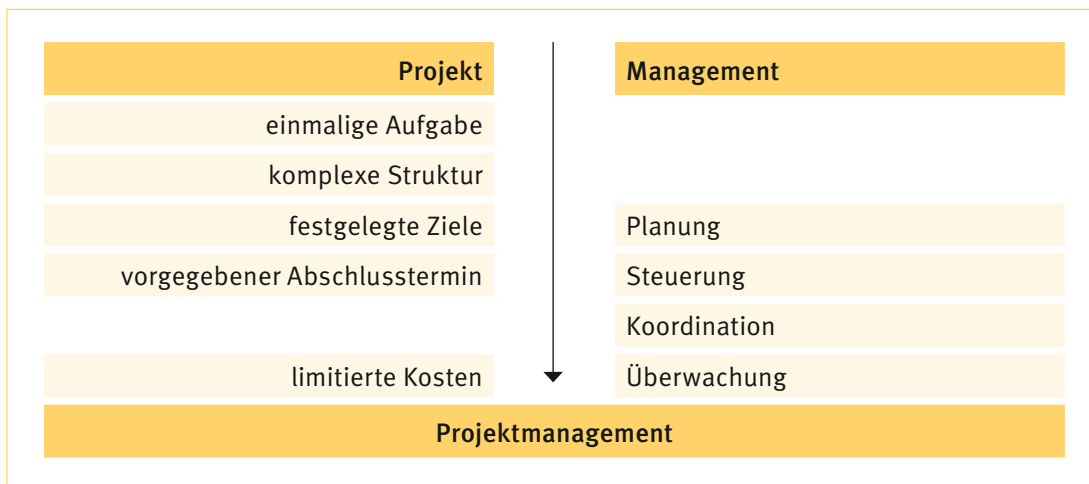 Projekt
Management
einmalige Aufgabe
komplexe Struktur
festgelegte Ziele
Planung
vorgegebener Abschlusstermin
Steuerung
Koordination
limitierte Kosten
Überwachung
Projektmanagement